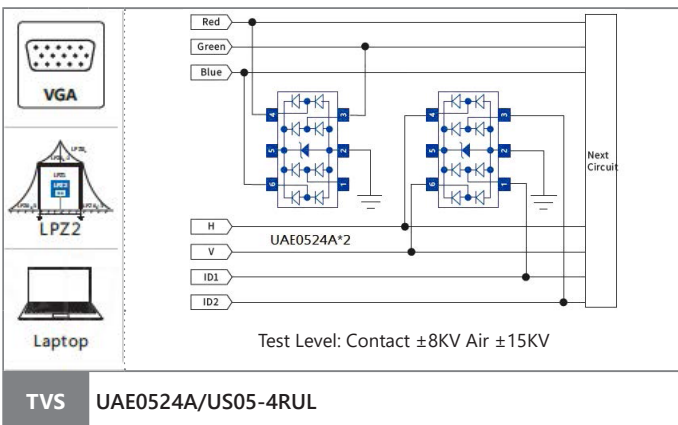 VGA
LPZ2
Laptop
Red
Green
Blue
4
3
5
2
6
1
4
3
5
2
6
1
Next
Circuit
H
V
ID1
ID2
UAE0524A*2
Test Level: Contact ±8KV Air ±15KV
TVS
UAE0524A/US05-4RUL